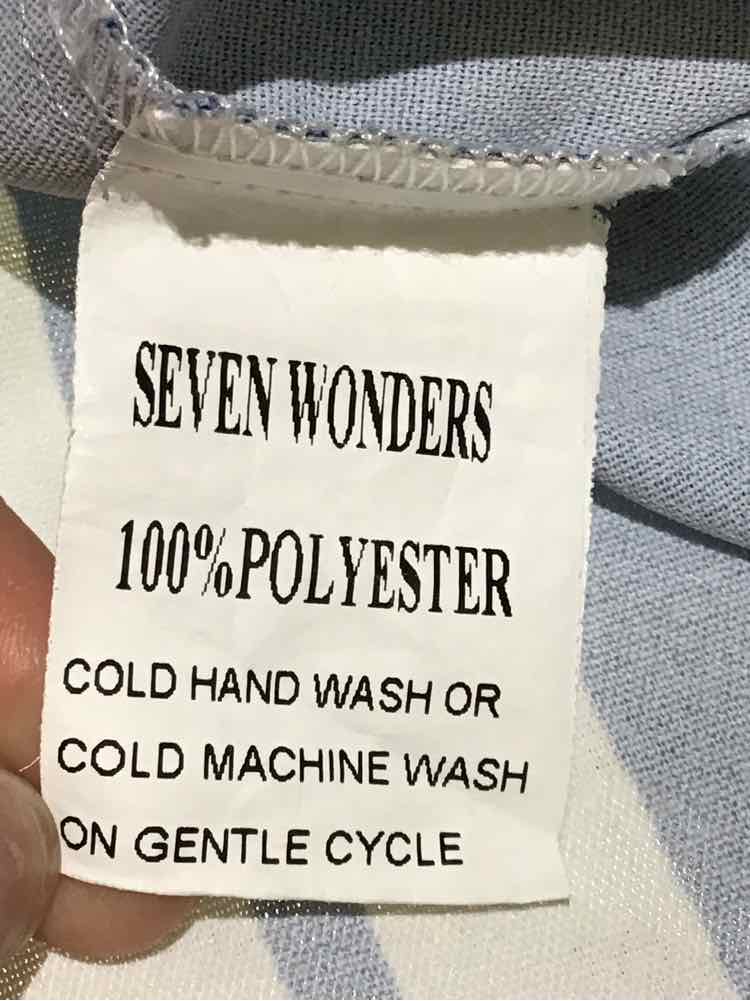 SEVEN WONDERS
100%POLYESTER
COLD HAND WASH OR
COLD MACHINE WASH
ON GENTLE CYCLE